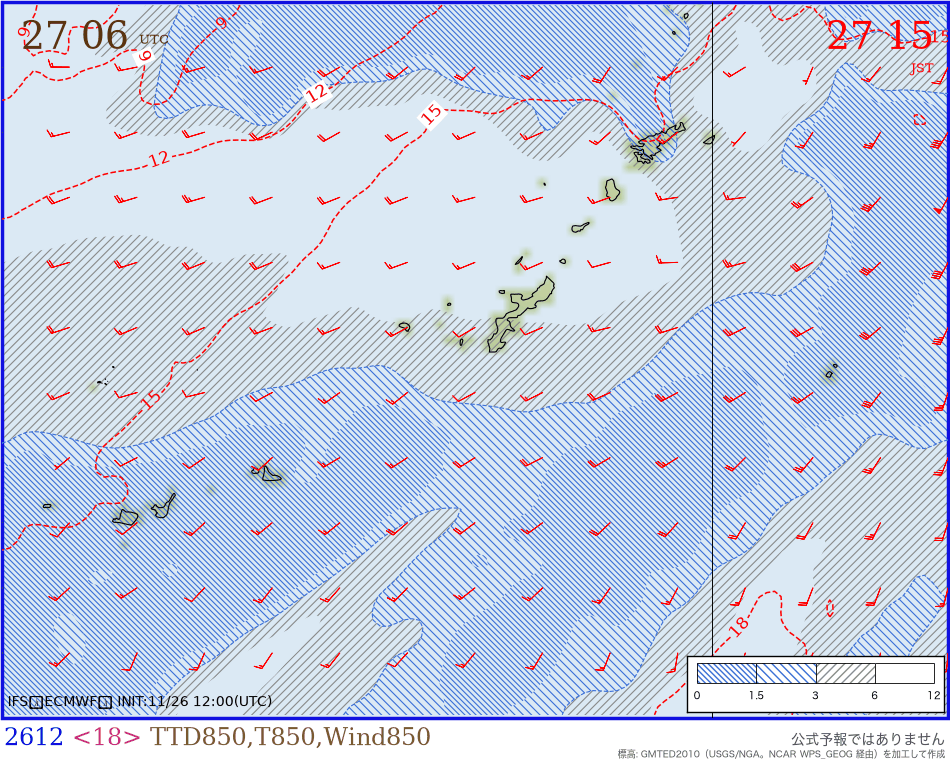 27 06 UTC
27 15 JST
9
9
9
12
15
15
12
15
18
0 1.5 3 6 12
IFS□ECMWF□ INIT:11/26 12:00(UTC)
2612 <18> TTD850,T850,Wind850
公式予報ではありません
標高: GMTED2010（USGS/NGA。NCAR WPS_GEOG 経由）を加工して作成